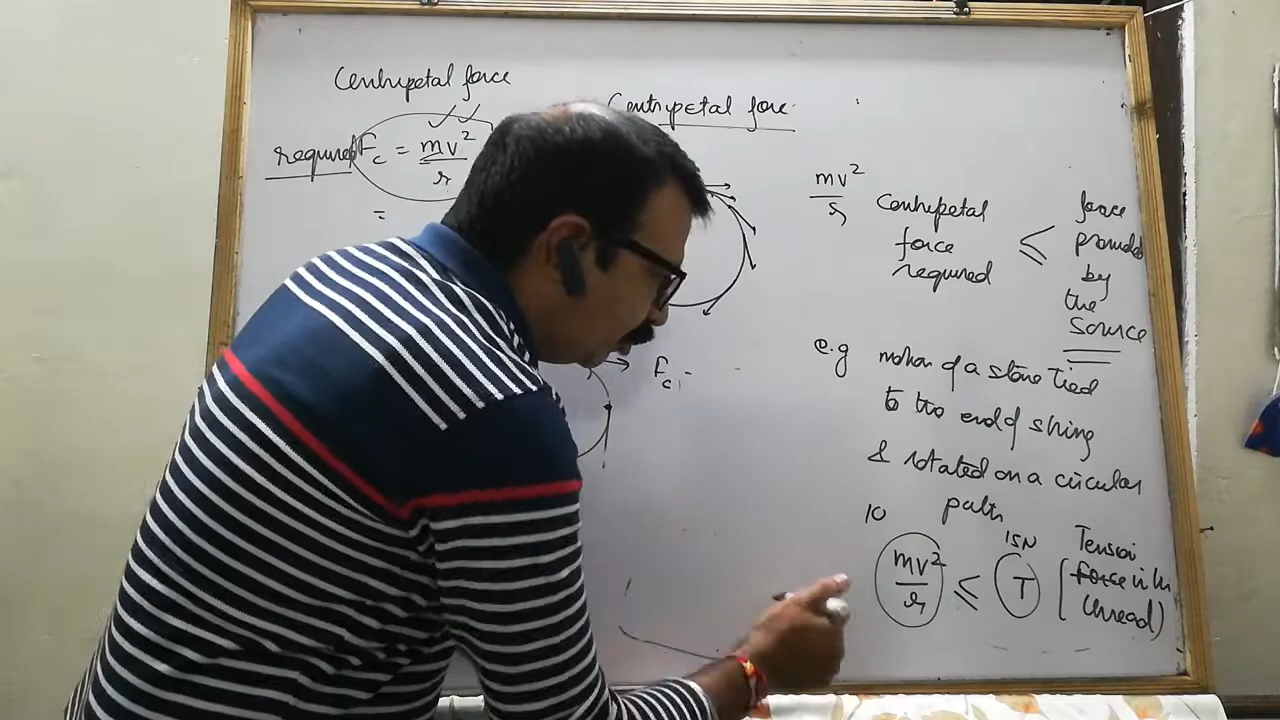 Centripetal force
required Fc = mv²/r
=
Centripetal force
mv²/r
Centripetal
force
required
≤
force
provided
by
the
source
e.g motion of a stone tied
to the end of string
& rotated on a circular
path
Fc
10
15N
mv²/r ≤ T
Tension
force in
thread)